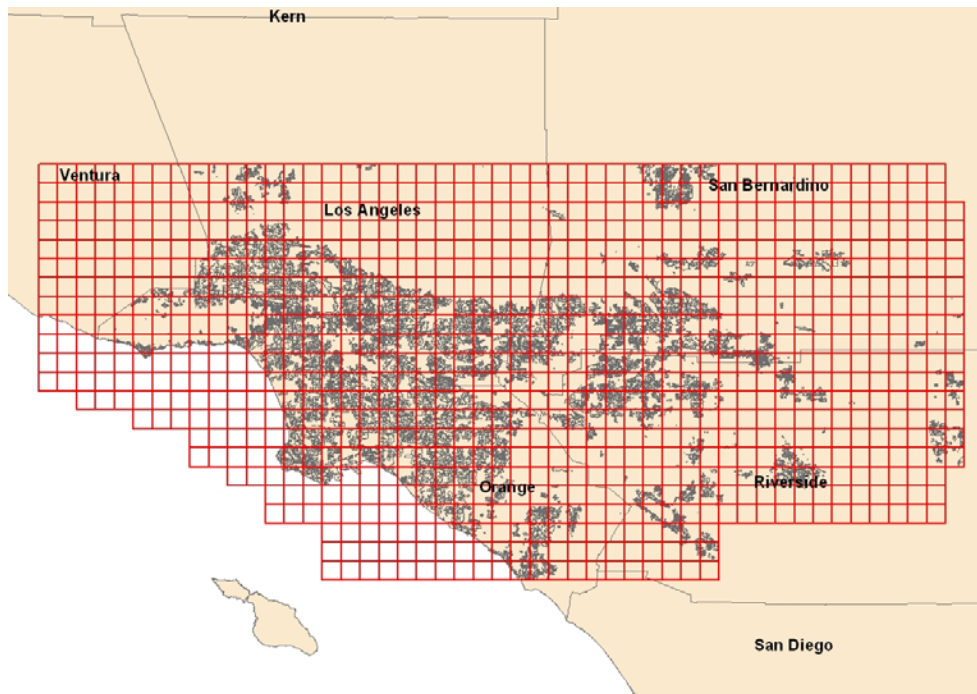 Kern
Ventura
San Bernardino
Los Angeles
Orange
Riverside
San Diego